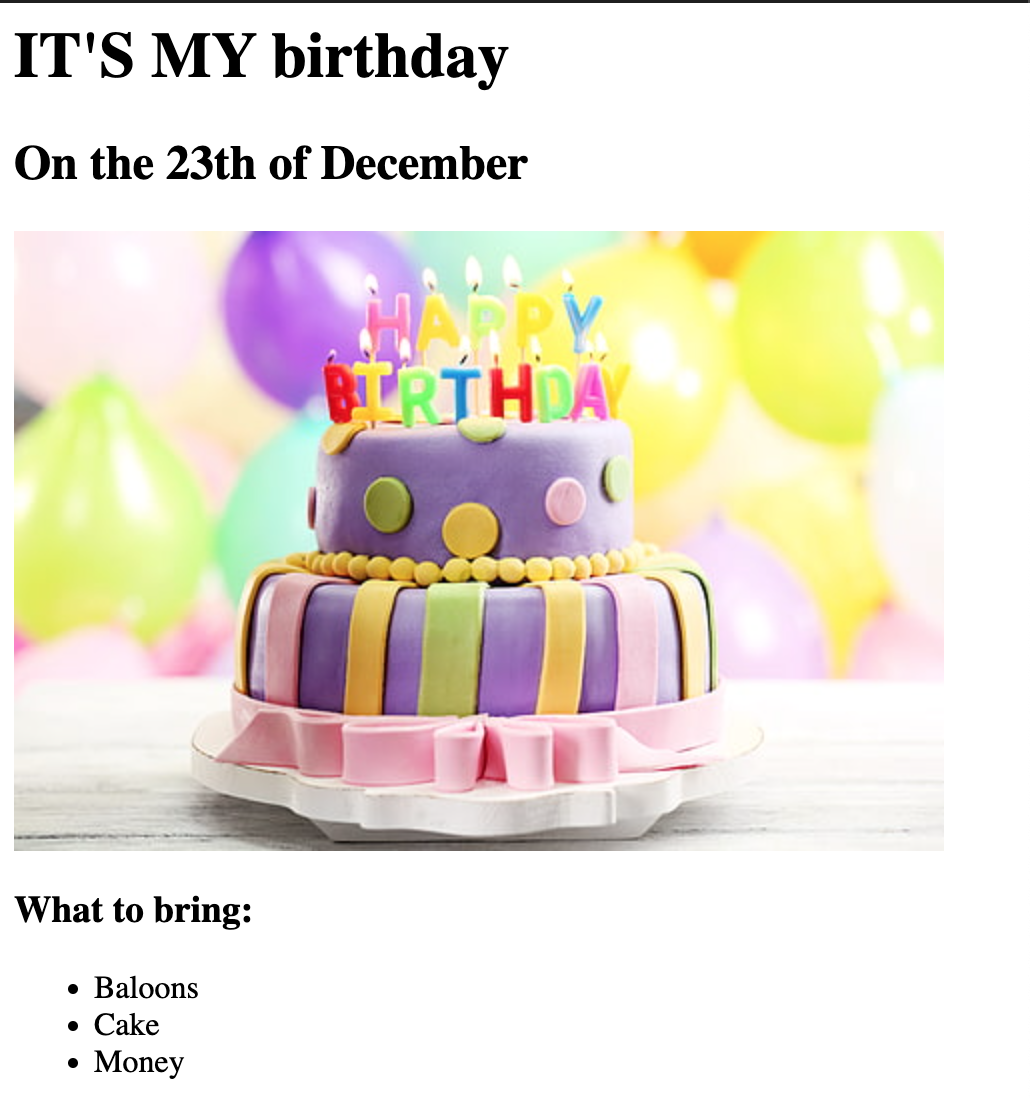 IT'S MY birthday
On the 23th of December
HAPPY
BIRTHDAY
What to bring:
Baloons
Cake
Money